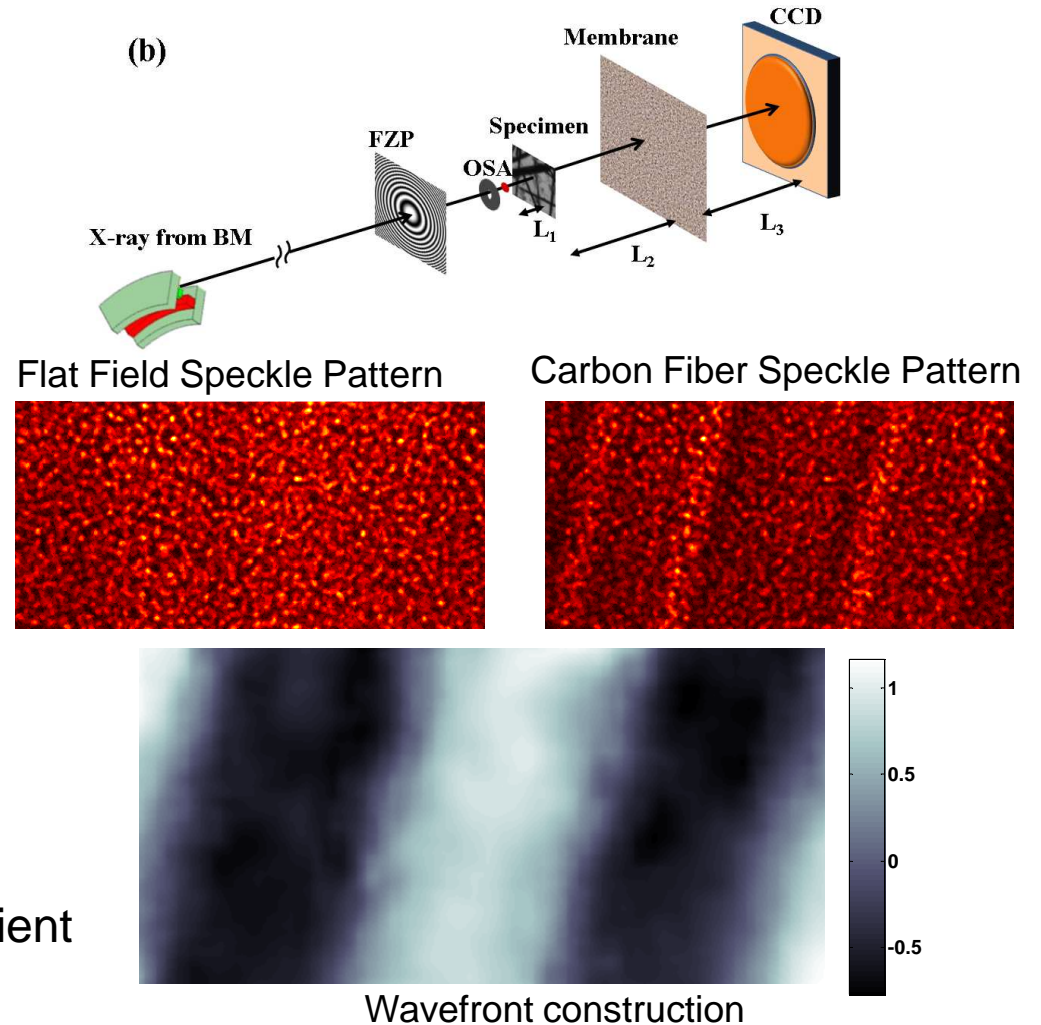 (b)
CCD
Membrane
Specimen
FZP
OSA
L1
L2
L3
X-ray from BM
Flat Field Speckle Pattern
Carbon Fiber Speckle Pattern
1
0.5
0
-0.5
ient
Wavefront construction